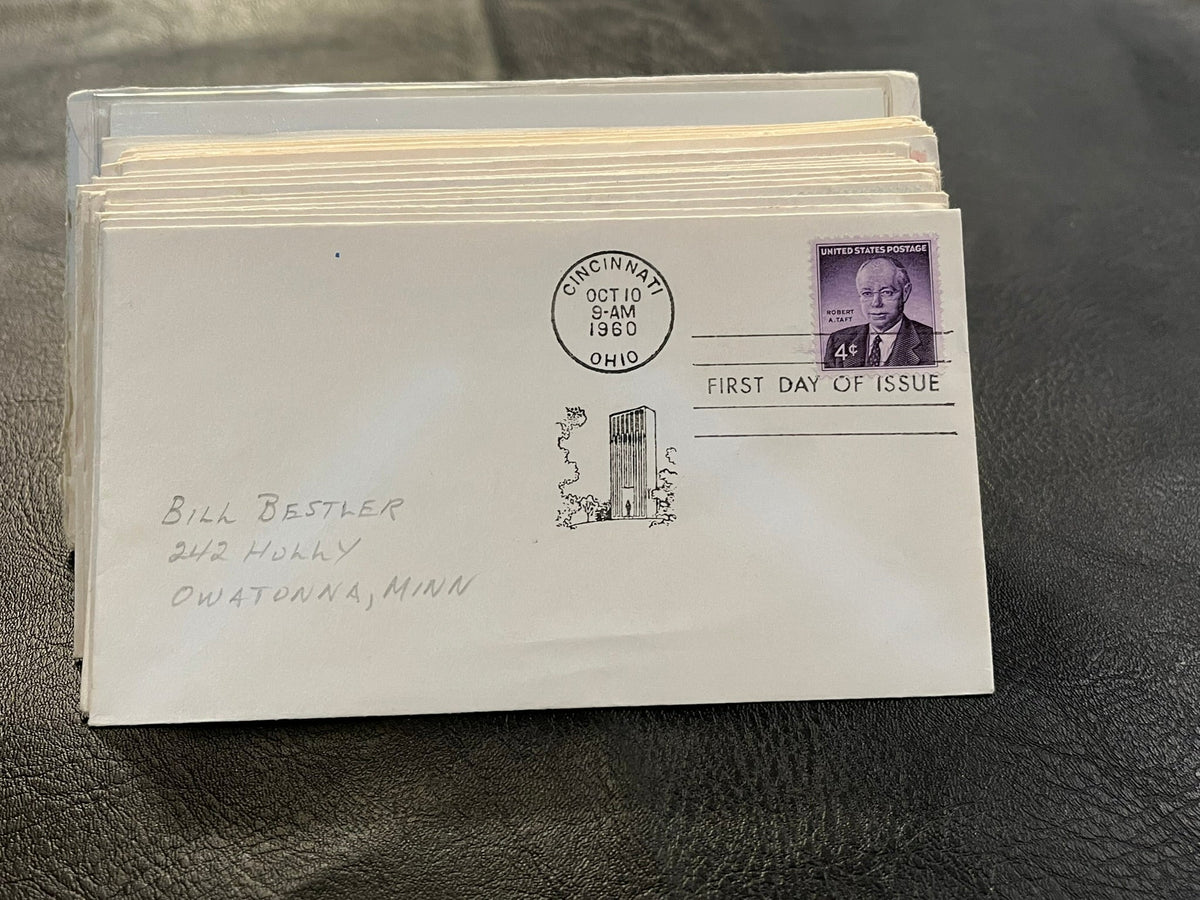 CINCINNATI
OCT 10
9-AM
1960
OHIO
UNITED STATES POSTAGE
ROBERT
A. TAFT
4¢
FIRST DAY OF ISSUE
BILL BESTLER
242 HOLLY
OWATONNA, MINN